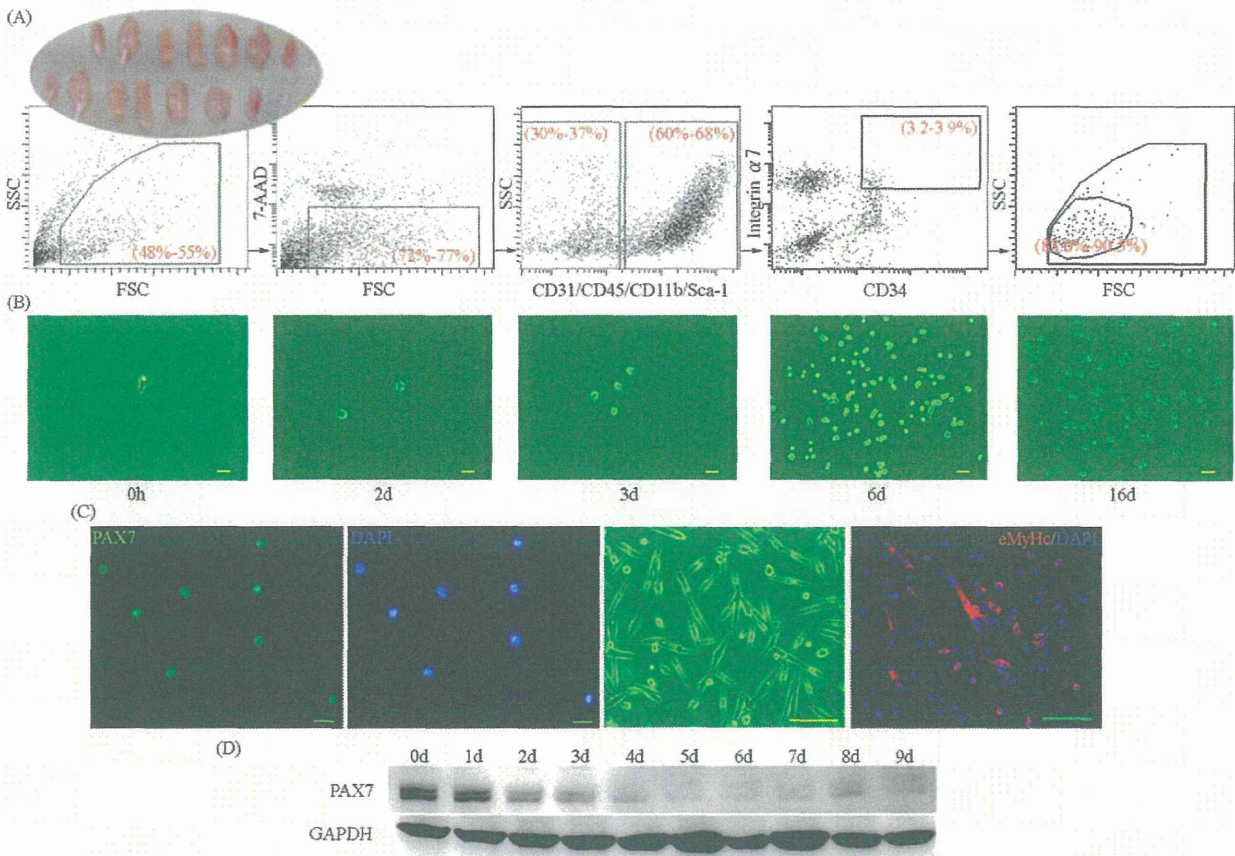 (A)
SSC
(48%-55%)
FSC
7-AAD
(72%-77%)
FSC
SSC
(30%-37%)
(60%-68%)
CD31/CD45/CD11b/Sca-1
Integrin α 7
(3.2-3.9%)
CD34
SSC
FSC
(B)
0h
2d
3d
6d
16d
(C)
PAX7
DAPI
eMyHc/DAPI
(D)
0d 1d 2d 3d 4d 5d 6d 7d 8d 9d
PAX7
GAPDH